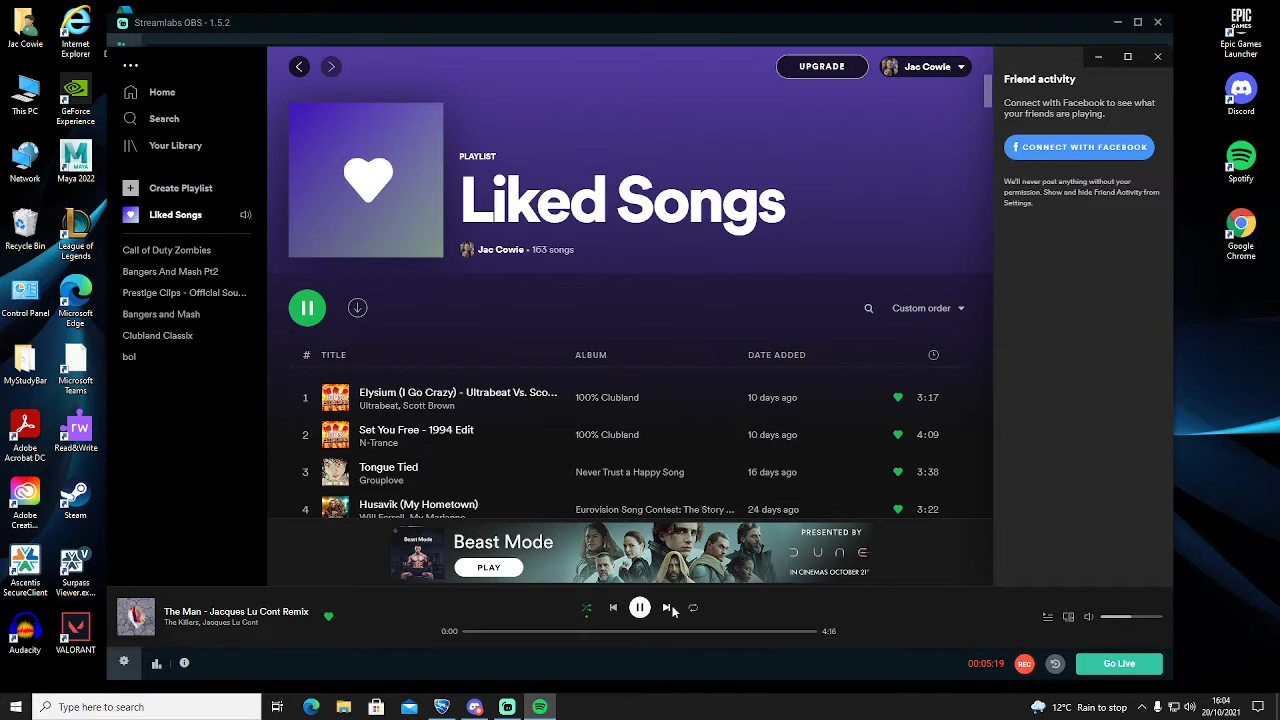 Streamlabs OBS - 1.5.2
Jac Cowie
Internet
Explorer
This PC
GeForce
Experience
Network
Maya 2022
Recycle Bin
League of
Legends
Control Panel
Microsoft
Edge
MyStudyBar
Microsoft
Teams
Adobe
Acrobat DC
Read&Write
Adobe
Creati...
Steam
Ascentis
SecureClient
Surpass
Viewer.ex...
Audacity
VALORANT
Home
Search
Your Library
Create Playlist
Liked Songs
Call of Duty Zombies
Bangers And Mash Pt2
Prestige Clips - Official Sou...
Bangers and Mash
Clubland Classix
boi
UPGRADE
Jac Cowie
PLAYLIST
Liked Songs
Jac Cowie • 163 songs
Custom order
# TITLE ALBUM DATE ADDED
1 Elysium (I Go Crazy) - Ultrabeat Vs. Sco... 100% Clubland 10 days ago 3:17
Ultrabeat, Scott Brown
2 Set You Free - 1994 Edit 100% Clubland 10 days ago 4:09
N-Trance
3 Tongue Tied Never Trust a Happy Song 16 days ago 3:38
Grouplove
4 Husavik (My Hometown) Eurovision Song Contest: The Story ... 24 days ago 3:22
Will Ferrell, My Marianne
Beast Mode
Beast Mode
PLAY
PRESENTED BY
DUNE
IN CINEMAS OCTOBER 21
Friend activity
Connect with Facebook to see what
your friends are playing.
f CONNECT WITH FACEBOOK
We'll never post anything without your
permission. Show and hide Friend Activity from
Settings.
EPIC
GAMES
Epic Games
Launcher
Discord
Spotify
Google
Chrome
The Man - Jacques Lu Cont Remix
The Killers, Jacques Lu Cont
0:00
4:16
00:05:19
REC
Go Live
Type here to search
12°C Rain to stop
16:04
20/10/2021